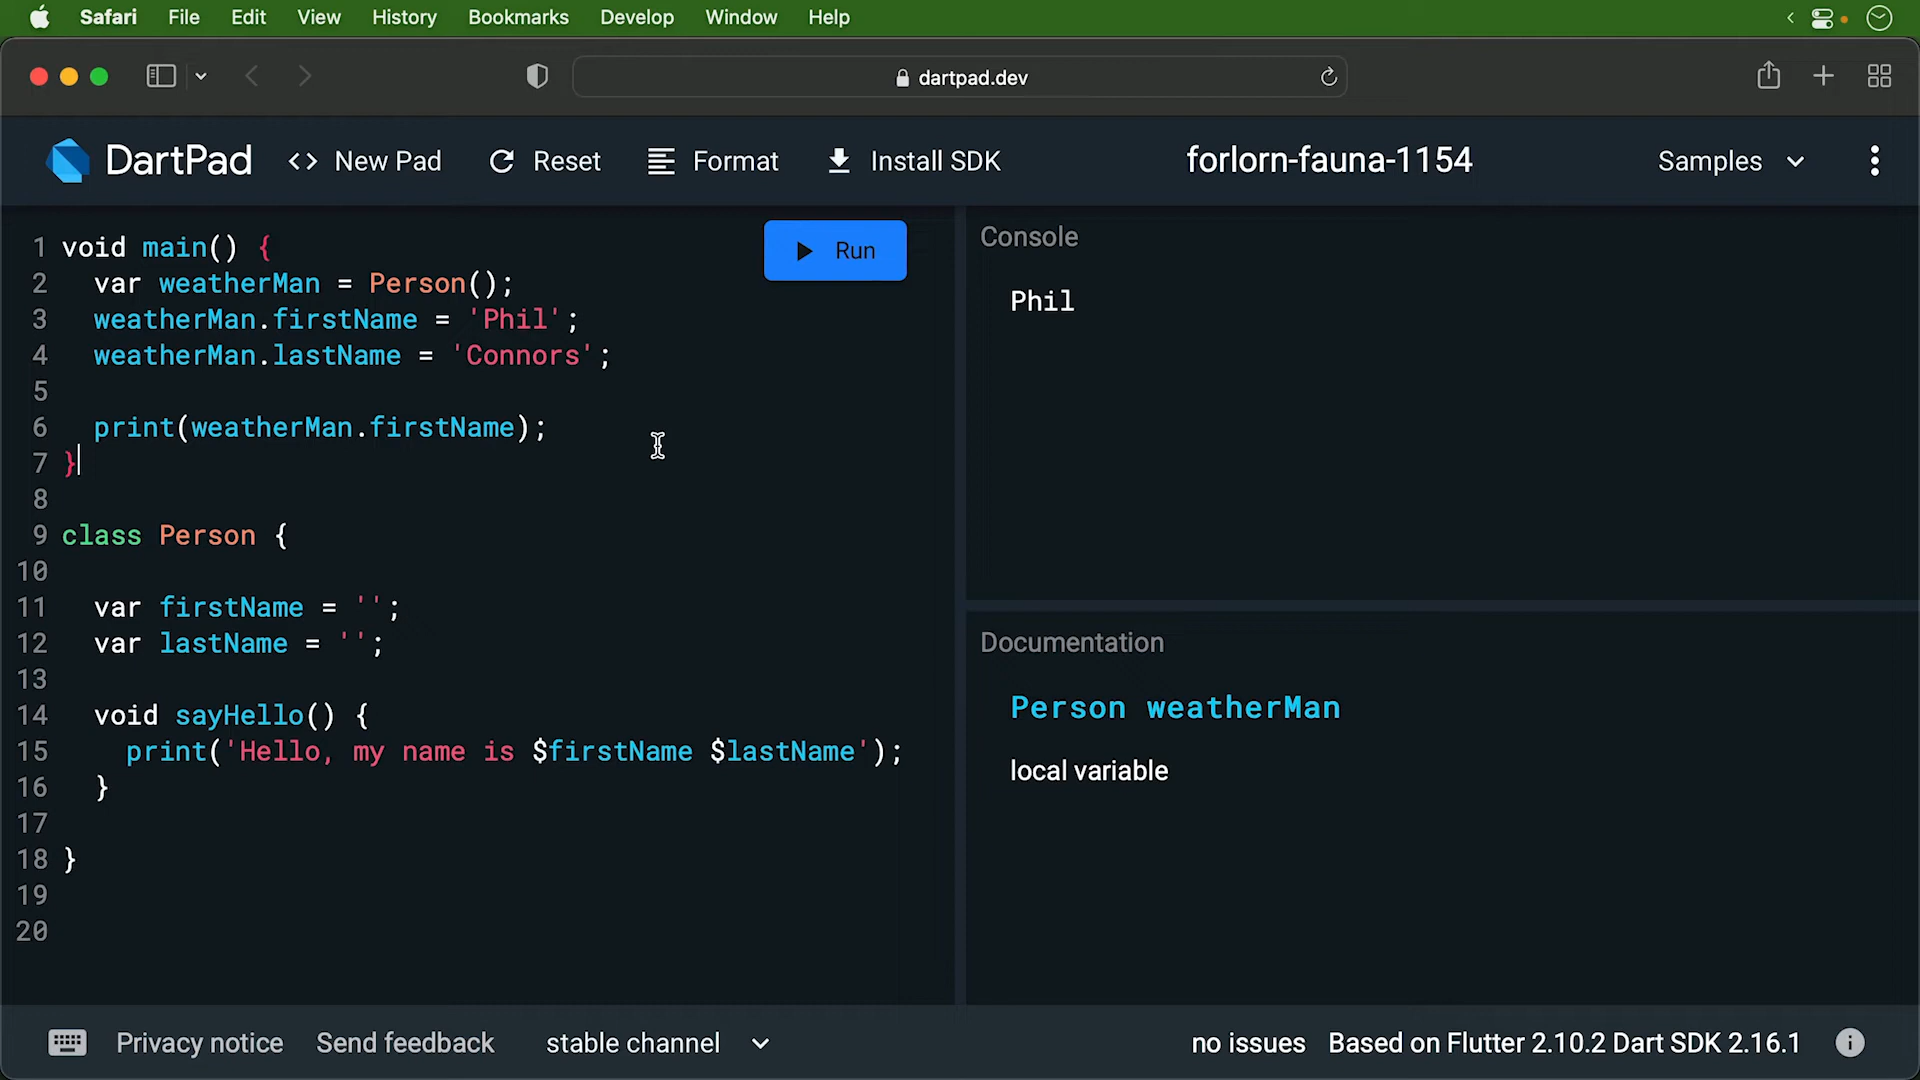 Safari File Edit View History Bookmarks Develop Window Help
dartpad.dev
DartPad <> New Pad Reset Format Install SDK forlorn-fauna-1154 Samples
Run
1 void main() {
2   var weatherMan = Person();
3   weatherMan.firstName = 'Phil';
4   weatherMan.lastName = 'Connors';
5
6   print(weatherMan.firstName);
7 }
8
9 class Person {
10
11   var firstName = '';
12   var lastName = '';
13
14   void sayHello() {
15     print('Hello, my name is $firstName $lastName');
16   }
17
18 }
19
20
Console
Phil
Documentation
Person weatherMan
local variable
Privacy notice Send feedback stable channel no issues Based on Flutter 2.10.2 Dart SDK 2.16.1